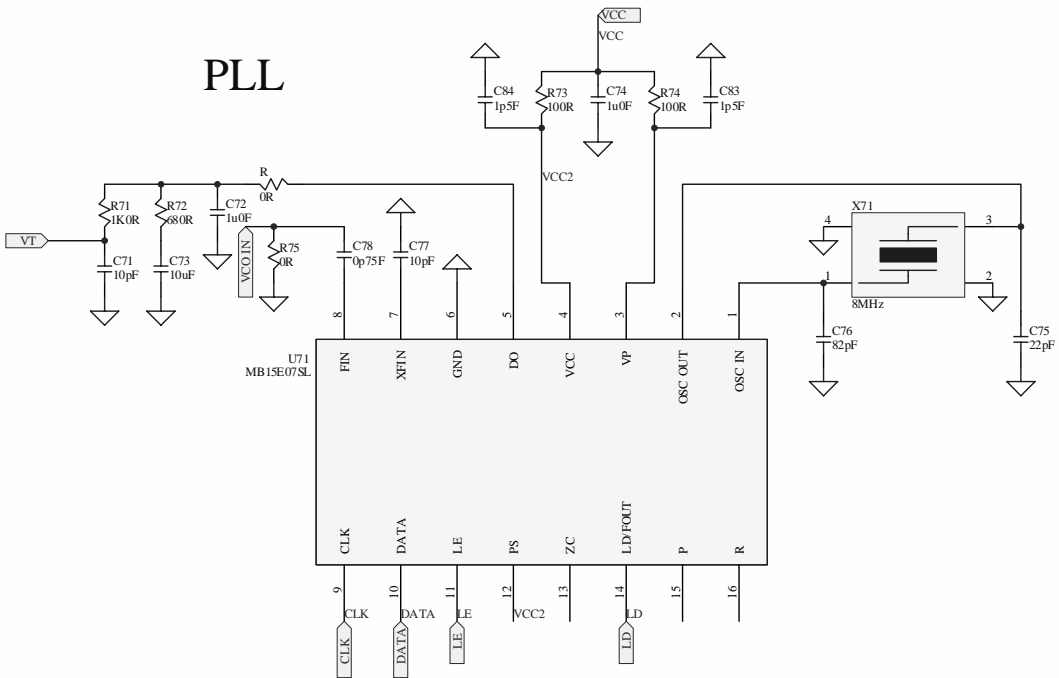 PLL
VCC
VCC
C84
1p5F
R73
100R
C74
1u0F
R74
100R
C83
1p5F
VCC2
R
0R
R71
1K0R
R72
680R
C72
1u0F
VT
C71
10pF
C73
10uF
VCO IN
R75
0R
C78
0p75F
C77
10pF
X71
4
3
1
2
8MHz
C76
82pF
C75
22pF
8
7
6
5
4
3
2
1
U71
MB15E07SL
FIN
XFIN
GND
DO
VCC
VP
OSC OUT
OSC IN
CLK
DATA
LE
PS
ZC
LD/FOUT
P
R
9
10
11
12
13
14
15
16
CLK
DATA
LE
VCC2
LD
CLK
DATA
LE
LD